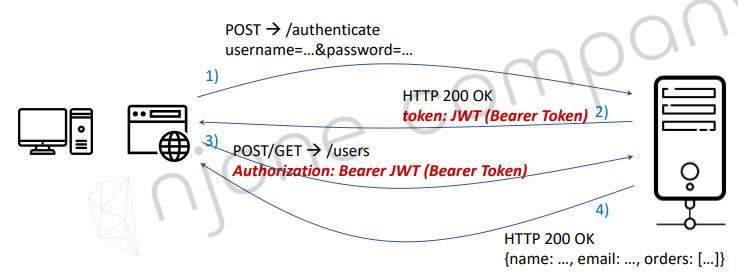 POST → /authenticate
username=...&password=...
1)
HTTP 200 OK
token: JWT (Bearer Token)
2)
3)
POST/GET → /users
Authorization: Bearer JWT (Bearer Token)
4)
HTTP 200 OK
{name: ..., email: ..., orders: [...]}
njane company